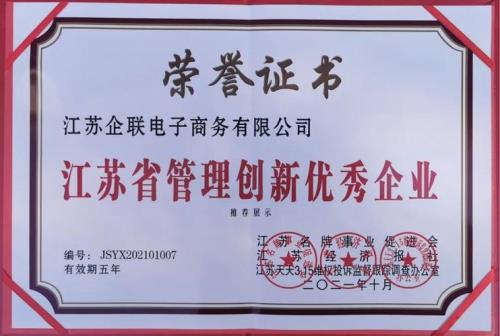 荣誉证书
江苏企联电子商务有限公司
江苏省管理创新优秀企业
推荐展示
编号：JSYX202101007
有效期五年
江苏名牌事业促进会
江苏经济报社
江苏天天3.15维权投诉监督跟踪调查办公室
二〇二一年十月